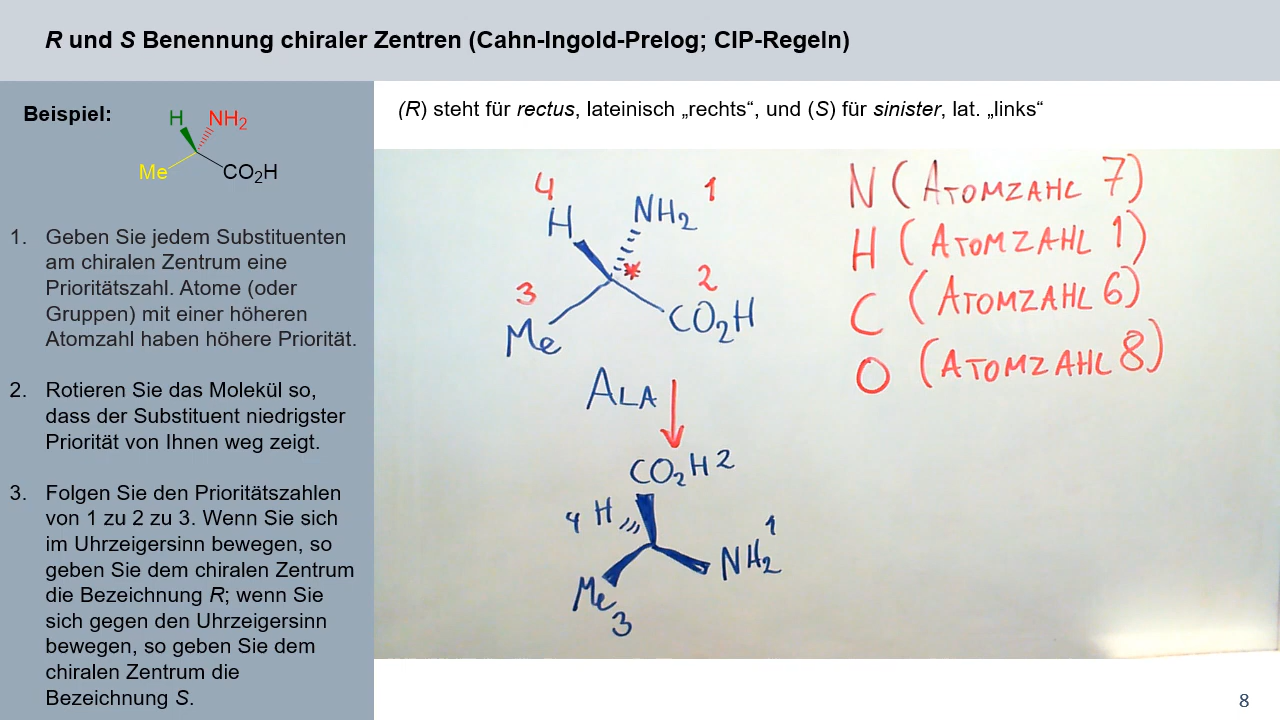 R und S Benennung chiraler Zentren (Cahn-Ingold-Prelog; CIP-Regeln)
Beispiel:
H NH2
Me CO2H
1. Geben Sie jedem Substituenten
am chiralen Zentrum eine
Prioritätszahl. Atome (oder
Gruppen) mit einer höheren
Atomzahl haben höhere Priorität.
2. Rotieren Sie das Molekül so,
dass der Substituent niedrigster
Priorität von Ihnen weg zeigt.
3. Folgen Sie den Prioritätszahlen
von 1 zu 2 zu 3. Wenn Sie sich
im Uhrzeigersinn bewegen, so
geben Sie dem chiralen Zentrum
die Bezeichnung R; wenn Sie
sich gegen den Uhrzeigersinn
bewegen, so geben Sie dem
chiralen Zentrum die
Bezeichnung S.
(R) steht für rectus, lateinisch „rechts“, und (S) für sinister, lat. „links“
4 1
H NH2
*
3 2
Me CO2H
ALA
CO2H 2
4 H 1
NH2
Me
3
N (ATOMZAHL 7)
H (ATOMZAHL 1)
C (ATOMZAHL 6)
O (ATOMZAHL 8)
8